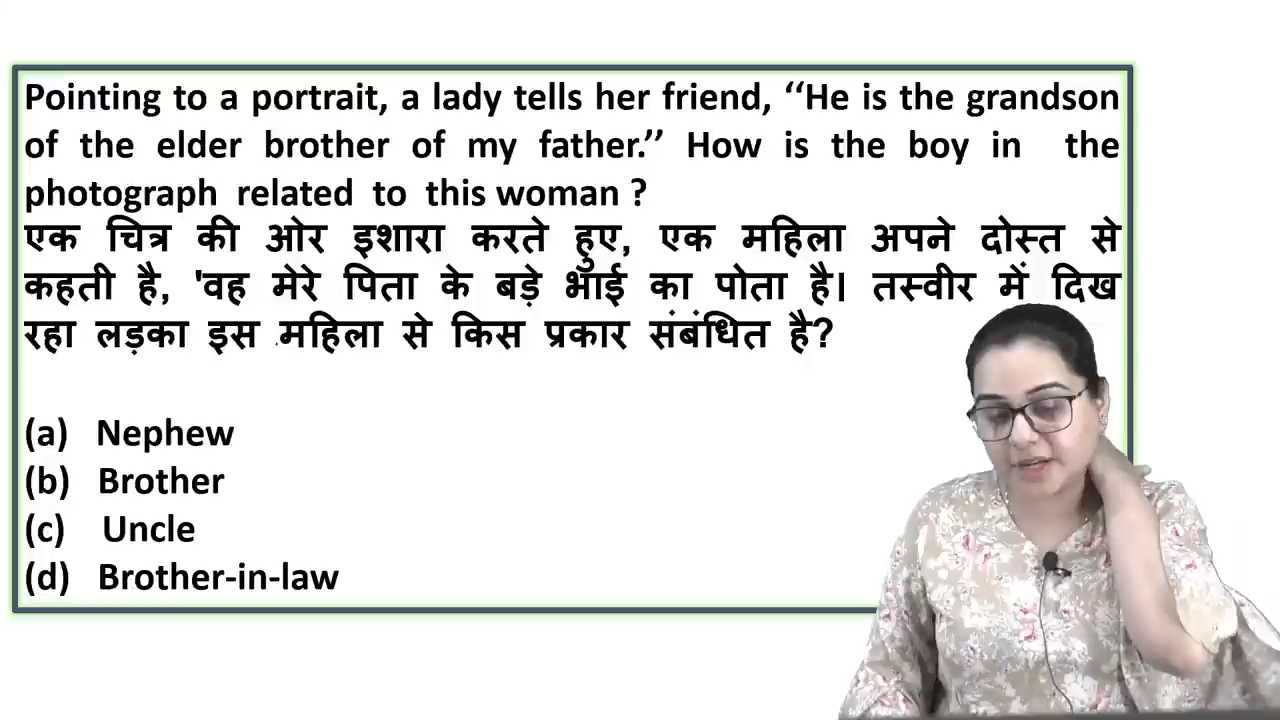 Pointing to a portrait, a lady tells her friend, ‘‘He is the grandson
of the elder brother of my father.’’ How is the boy in the
photograph related to this woman ?
एक चित्र की ओर इशारा करते हुए, एक महिला अपने दोस्त से
कहती है, 'वह मेरे पिता के बड़े भाई का पोता है। तस्वीर में दिख
रहा लड़का इस महिला से किस प्रकार संबंधित है?
(a) Nephew
(b) Brother
(c) Uncle
(d) Brother-in-law